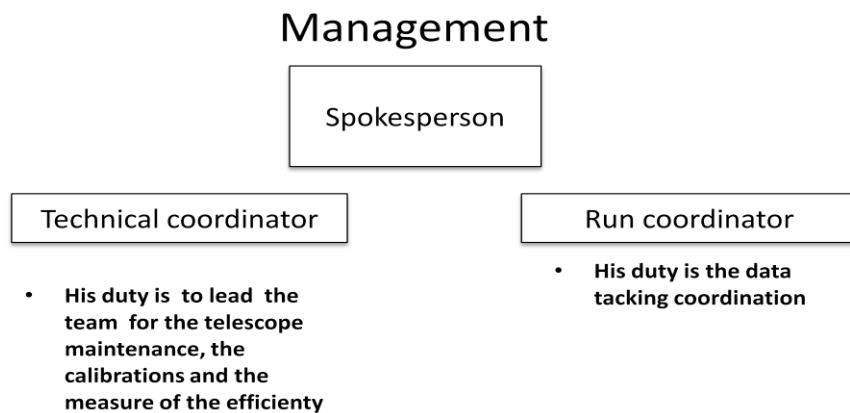 Management
Spokesperson
Technical coordinator
Run coordinator
• His duty is to lead the
team for the telescope
maintenance, the
calibrations and the
measure of the efficienty
• His duty is the data
tacking coordination